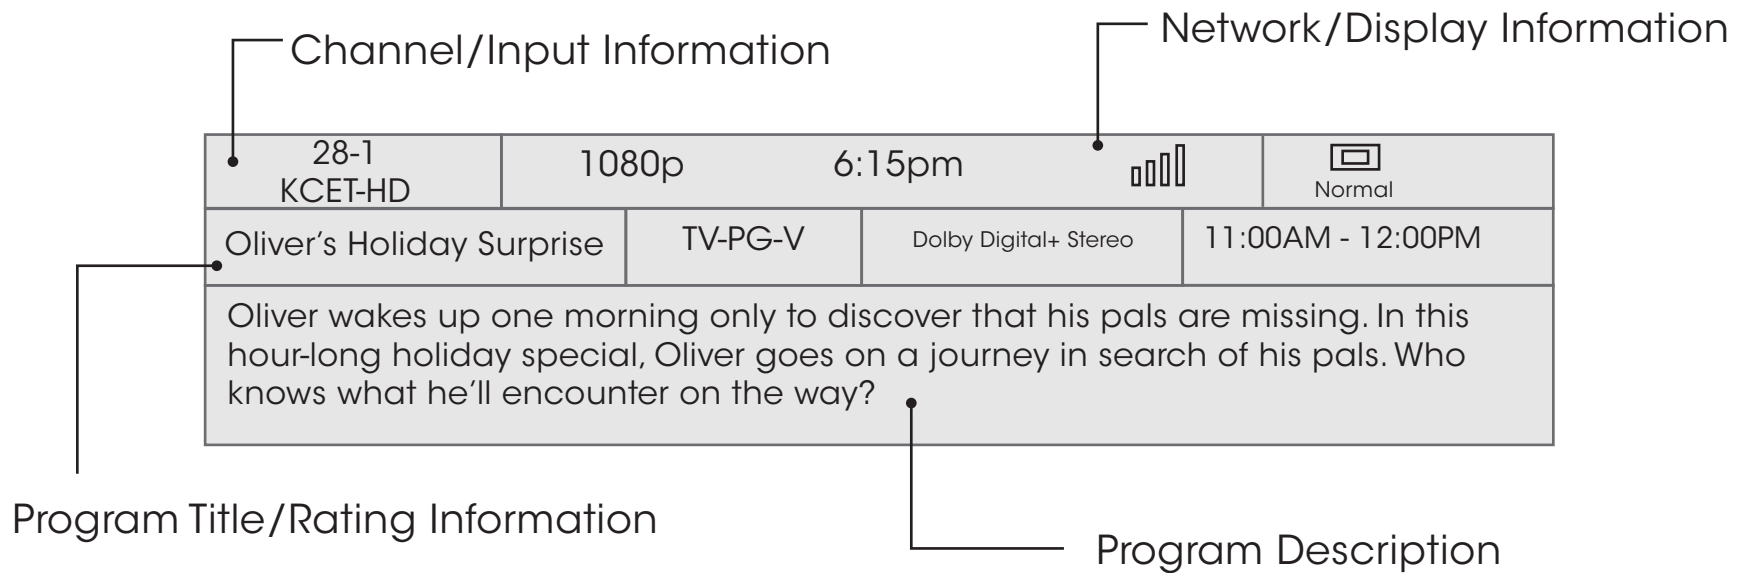 Channel/Input Information
Network/Display Information
28-1
KCET-HD
1080p
6:15pm
Normal
Oliver’s Holiday Surprise
TV-PG-V
Dolby Digital+ Stereo
11:00AM - 12:00PM
Oliver wakes up one morning only to discover that his pals are missing. In this
hour-long holiday special, Oliver goes on a journey in search of his pals. Who
knows what he’ll encounter on the way?
Program Title/Rating Information
Program Description